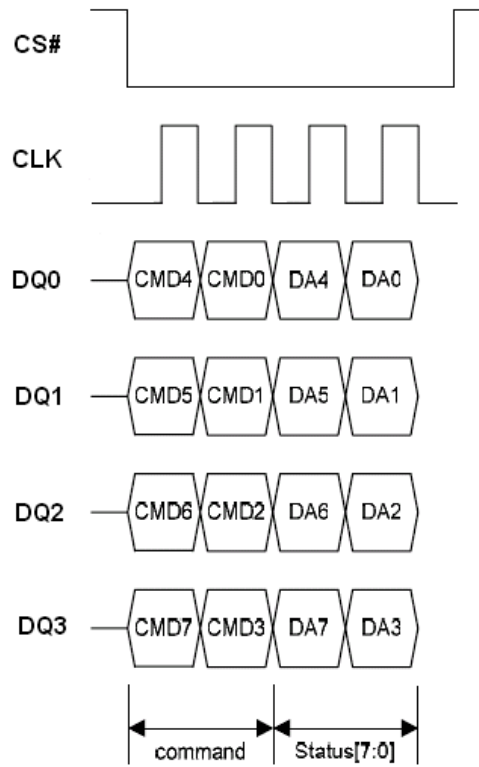 CS#
CLK
DQ0 CMD4 CMD0 DA4 DA0
DQ1 CMD5 CMD1 DA5 DA1
DQ2 CMD6 CMD2 DA6 DA2
DQ3 CMD7 CMD3 DA7 DA3
command Status[7:0]